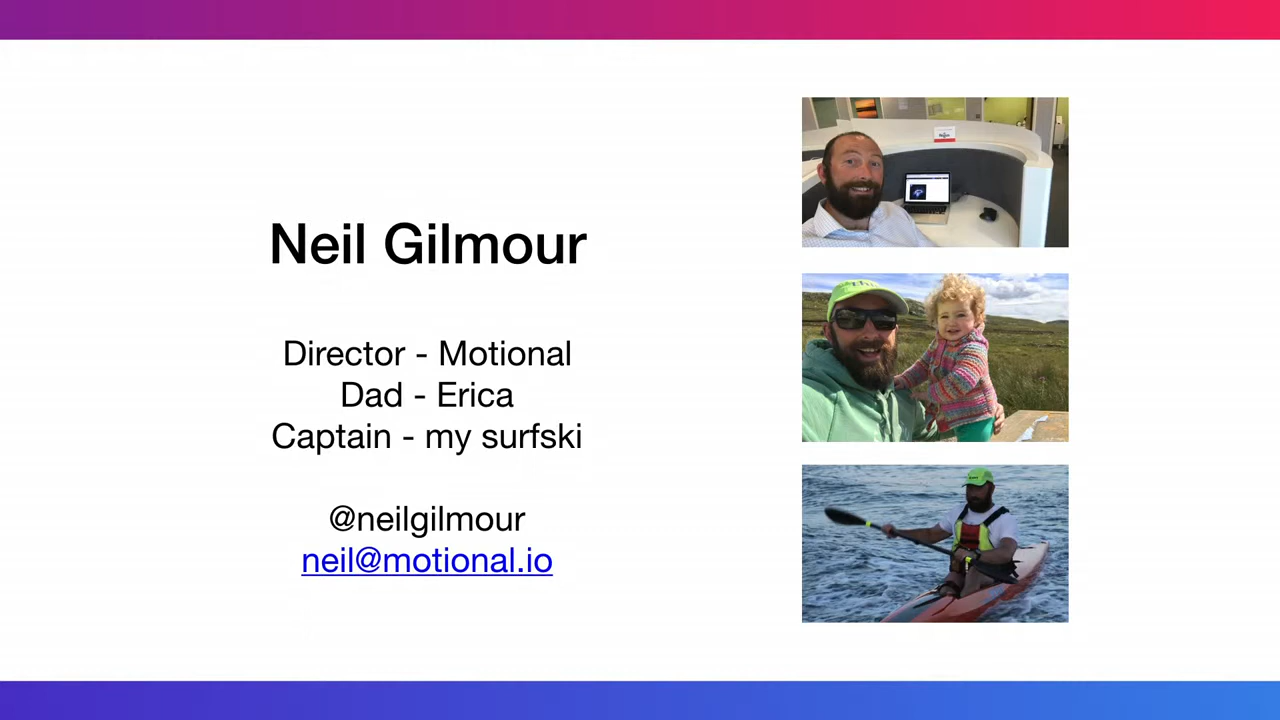 Neil Gilmour
Director - Motional
Dad - Erica
Captain - my surfski
@neilgilmour
neil@motional.io